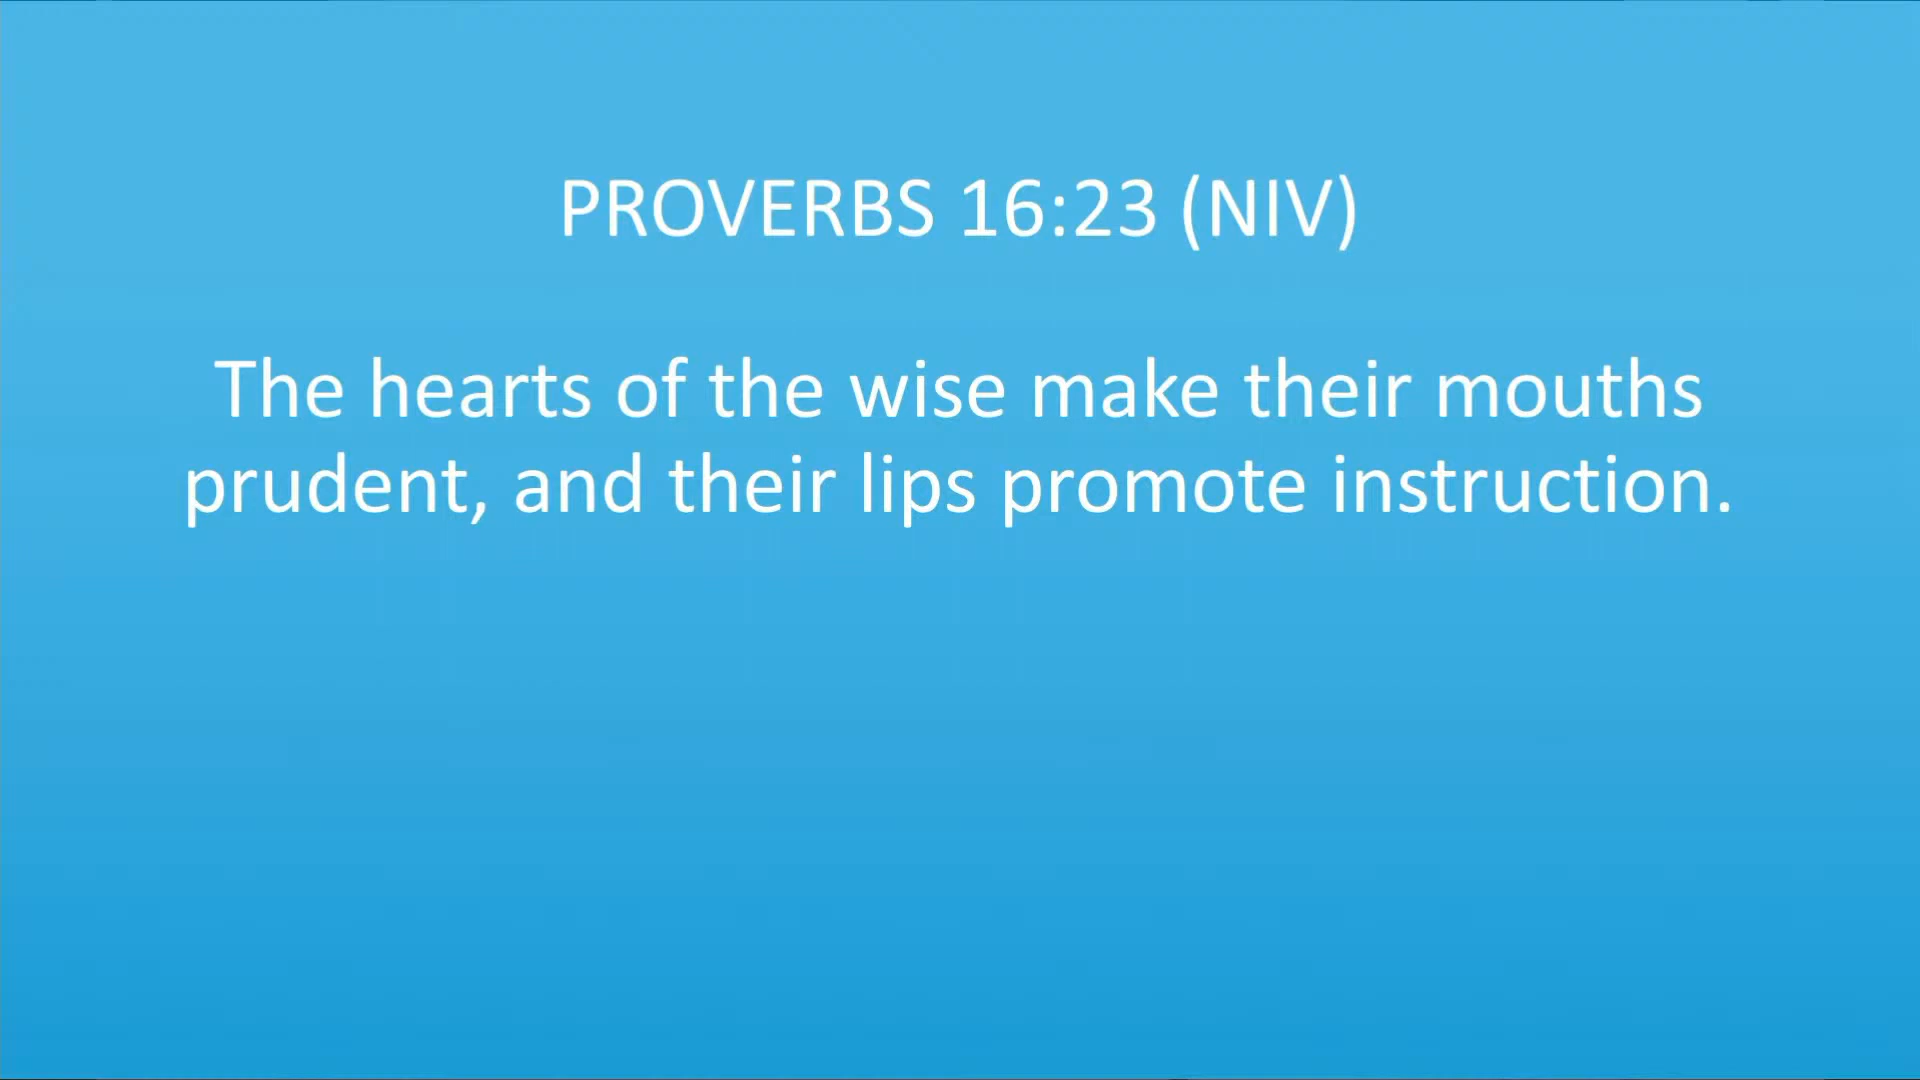 PROVERBS 16:23 (NIV)
The hearts of the wise make their mouths
prudent, and their lips promote instruction.